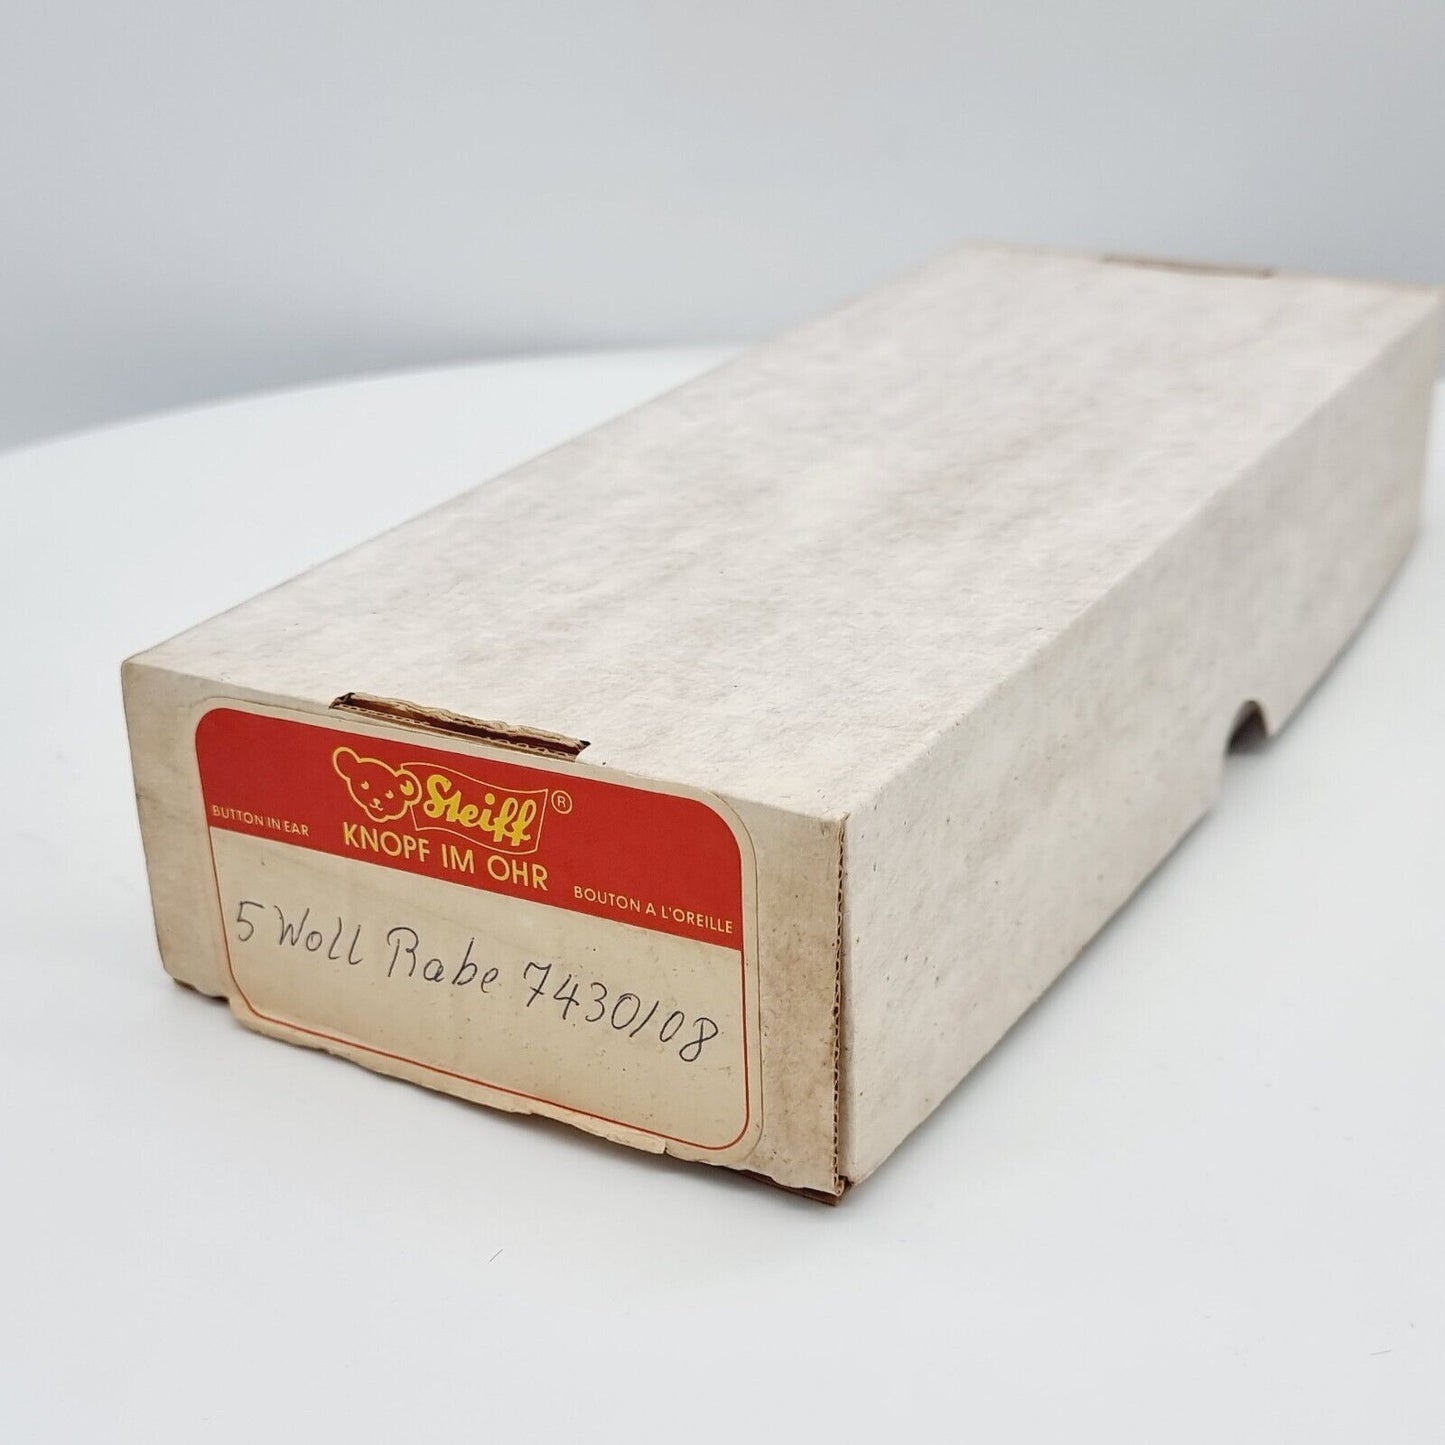 Steiff ®
KNOPF IM OHR
BUTTON IN EAR
BOUTON A L'OREILLE
5 Woll Rabe 7430/08